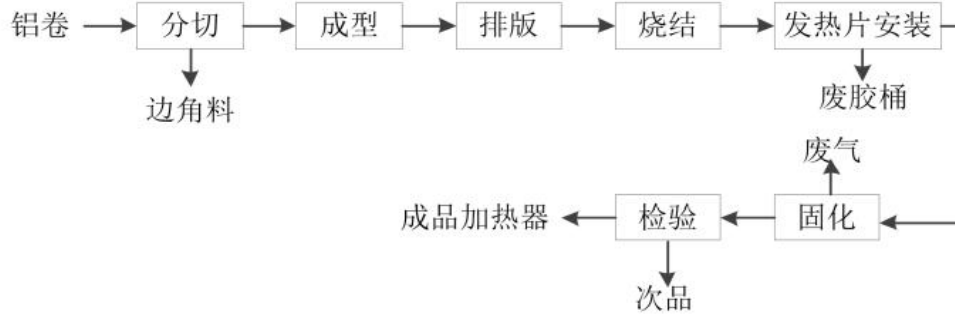 铝卷 分切 成型 排版 烧结 发热片安装
边角料 废胶桶
废气
成品加热器 检验 固化
次品